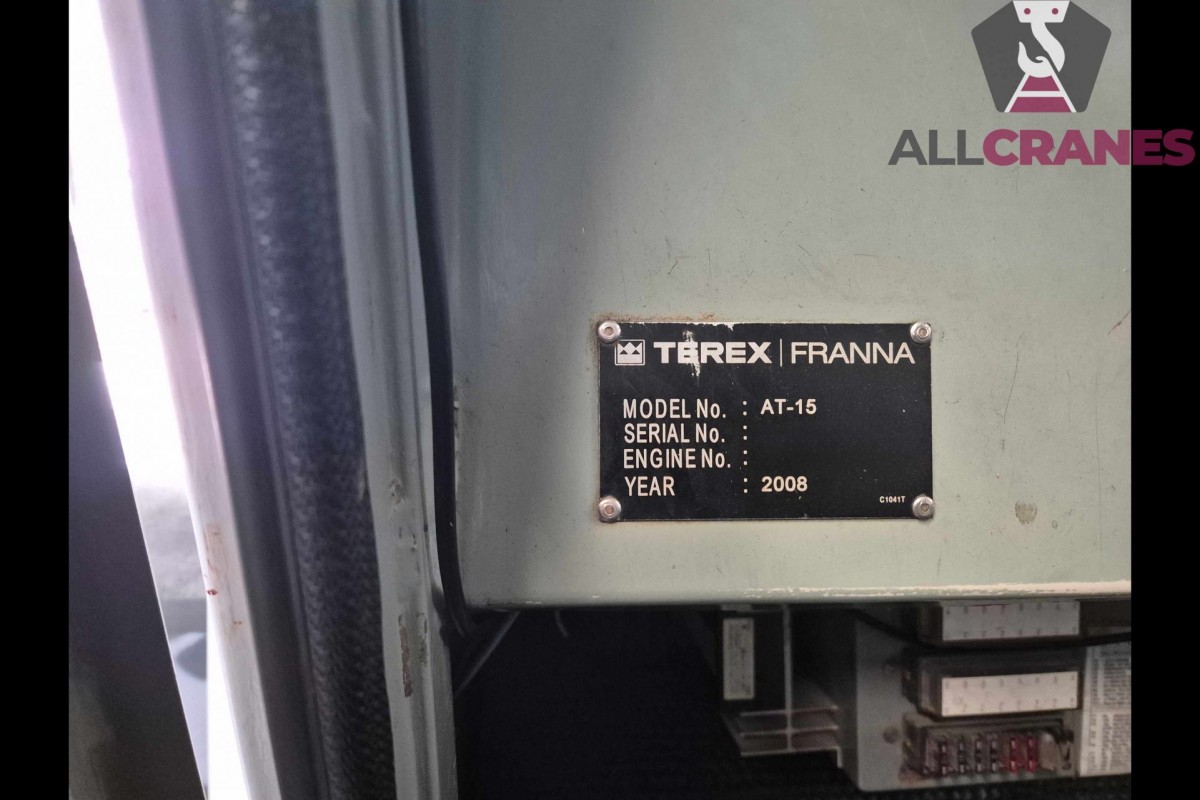 ALLCRANES
TEREX | FRANNA
MODEL No. : AT-15
SERIAL No. :
ENGINE No. :
YEAR : 2008
C1041T